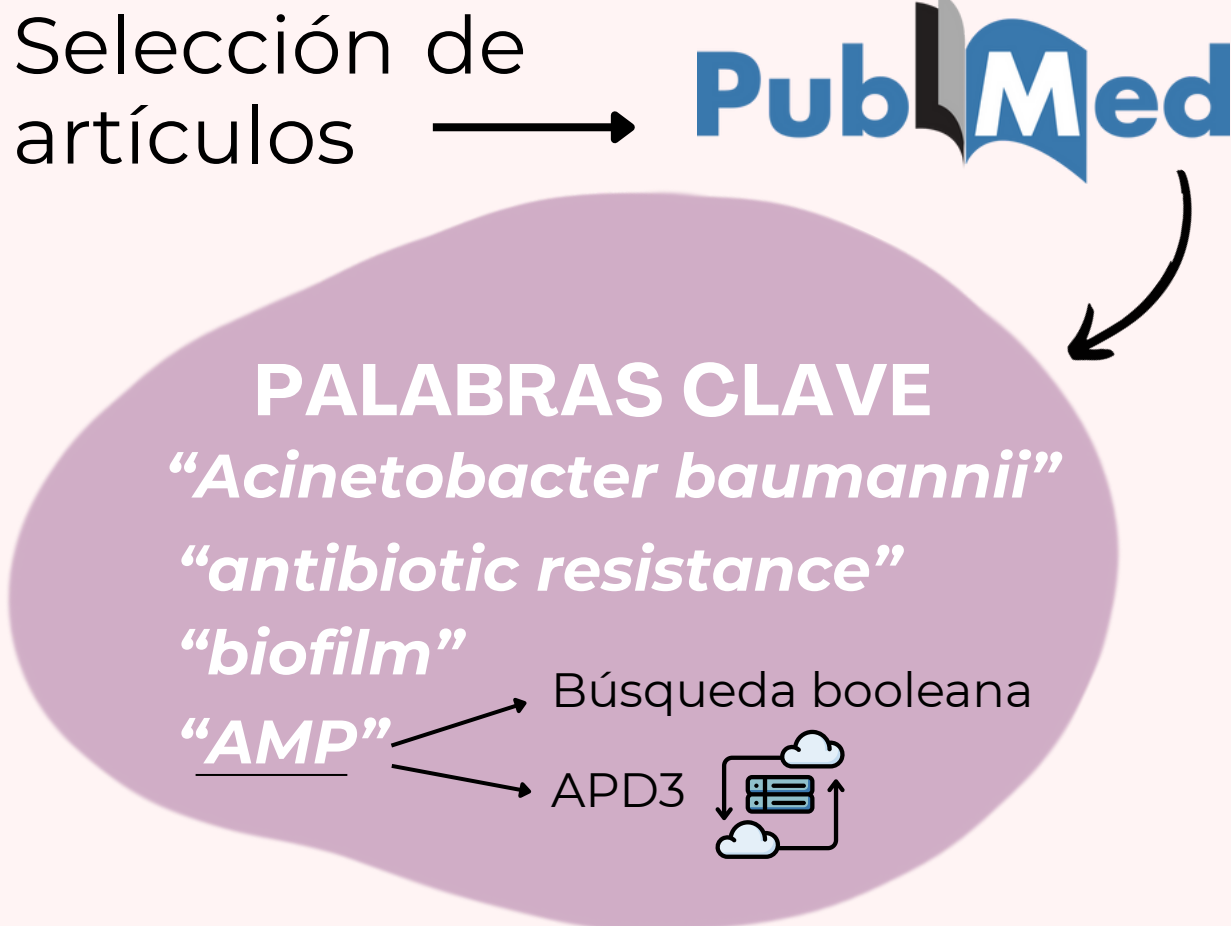 Selección de
artículos
PubMed
PALABRAS CLAVE
“Acinetobacter baumannii”
“antibiotic resistance”
“biofilm”
“AMP”
Búsqueda booleana
APD3